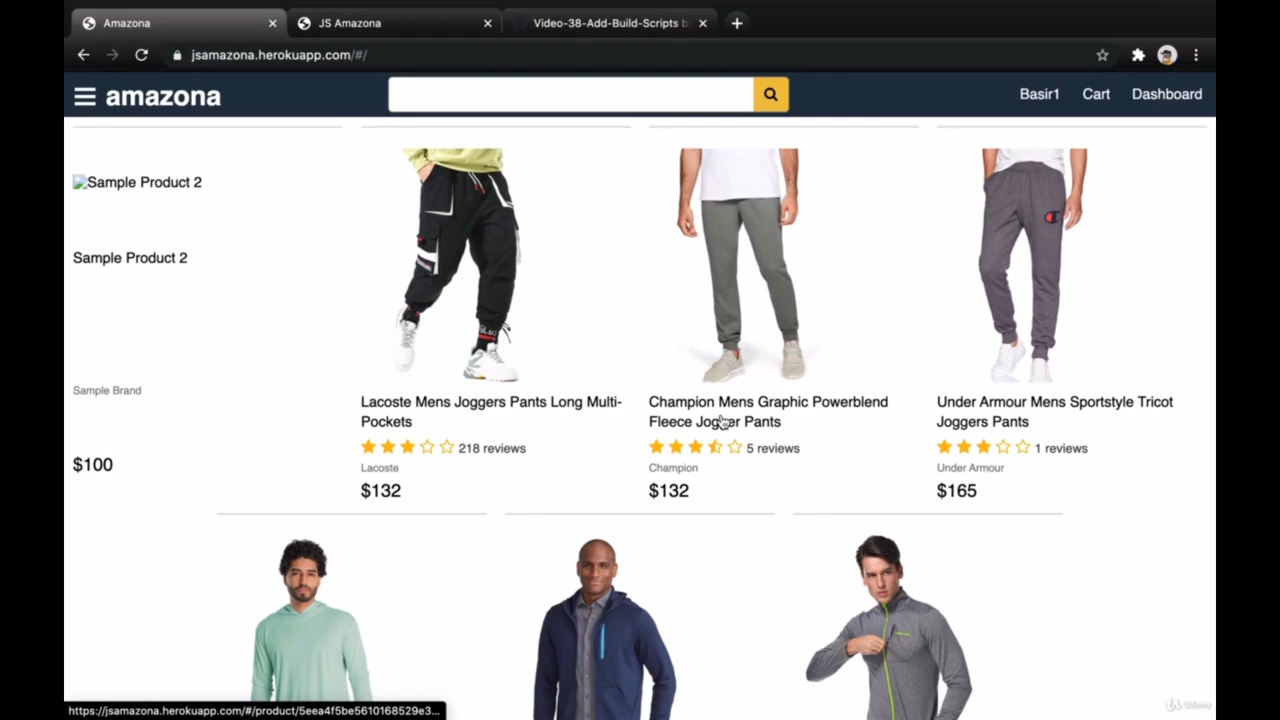 Amazona
JS Amazona
Video-38-Add-Build-Scripts b
jsamazona.herokuapp.com/#/
amazona
Basir1
Cart
Dashboard
Sample Product 2
Sample Product 2
Sample Brand
$100
Lacoste Mens Joggers Pants Long Multi-
Pockets
218 reviews
Lacoste
$132
Champion Mens Graphic Powerblend
Fleece Jogger Pants
5 reviews
Champion
$132
Under Armour Mens Sportstyle Tricot
Joggers Pants
1 reviews
Under Armour
$165
https://jsamazona.herokuapp.com/#/product/5eea4f5be5610168529e3...
Udemy